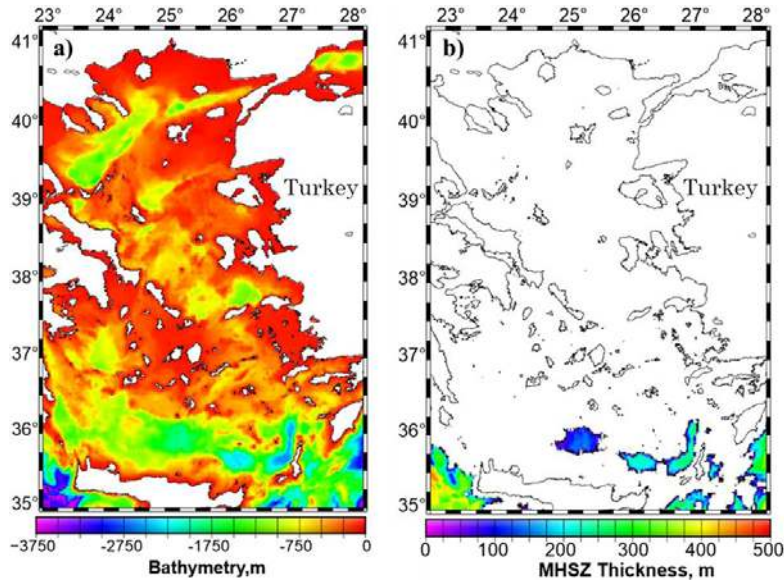 23° 24° 25° 26° 27° 28°
23° 24° 25° 26° 27° 28°
a)
b)
41°
40°
39°
38°
37°
36°
35°
41°
40°
39°
38°
37°
36°
35°
Turkey
Turkey
−3750 −2750 −1750 −750 0
Bathymetry,m
0 100 200 300 400 500
MHSZ Thickness, m